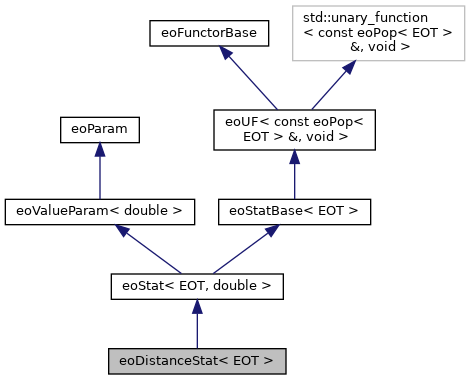 std::unary_function
< const eoPop< EOT >
&, void >
eoFunctorBase
eoUF< const eoPop<
EOT > &, void >
eoParam
eoValueParam< double >
eoStatBase< EOT >
eoStat< EOT, double >
eoDistanceStat< EOT >